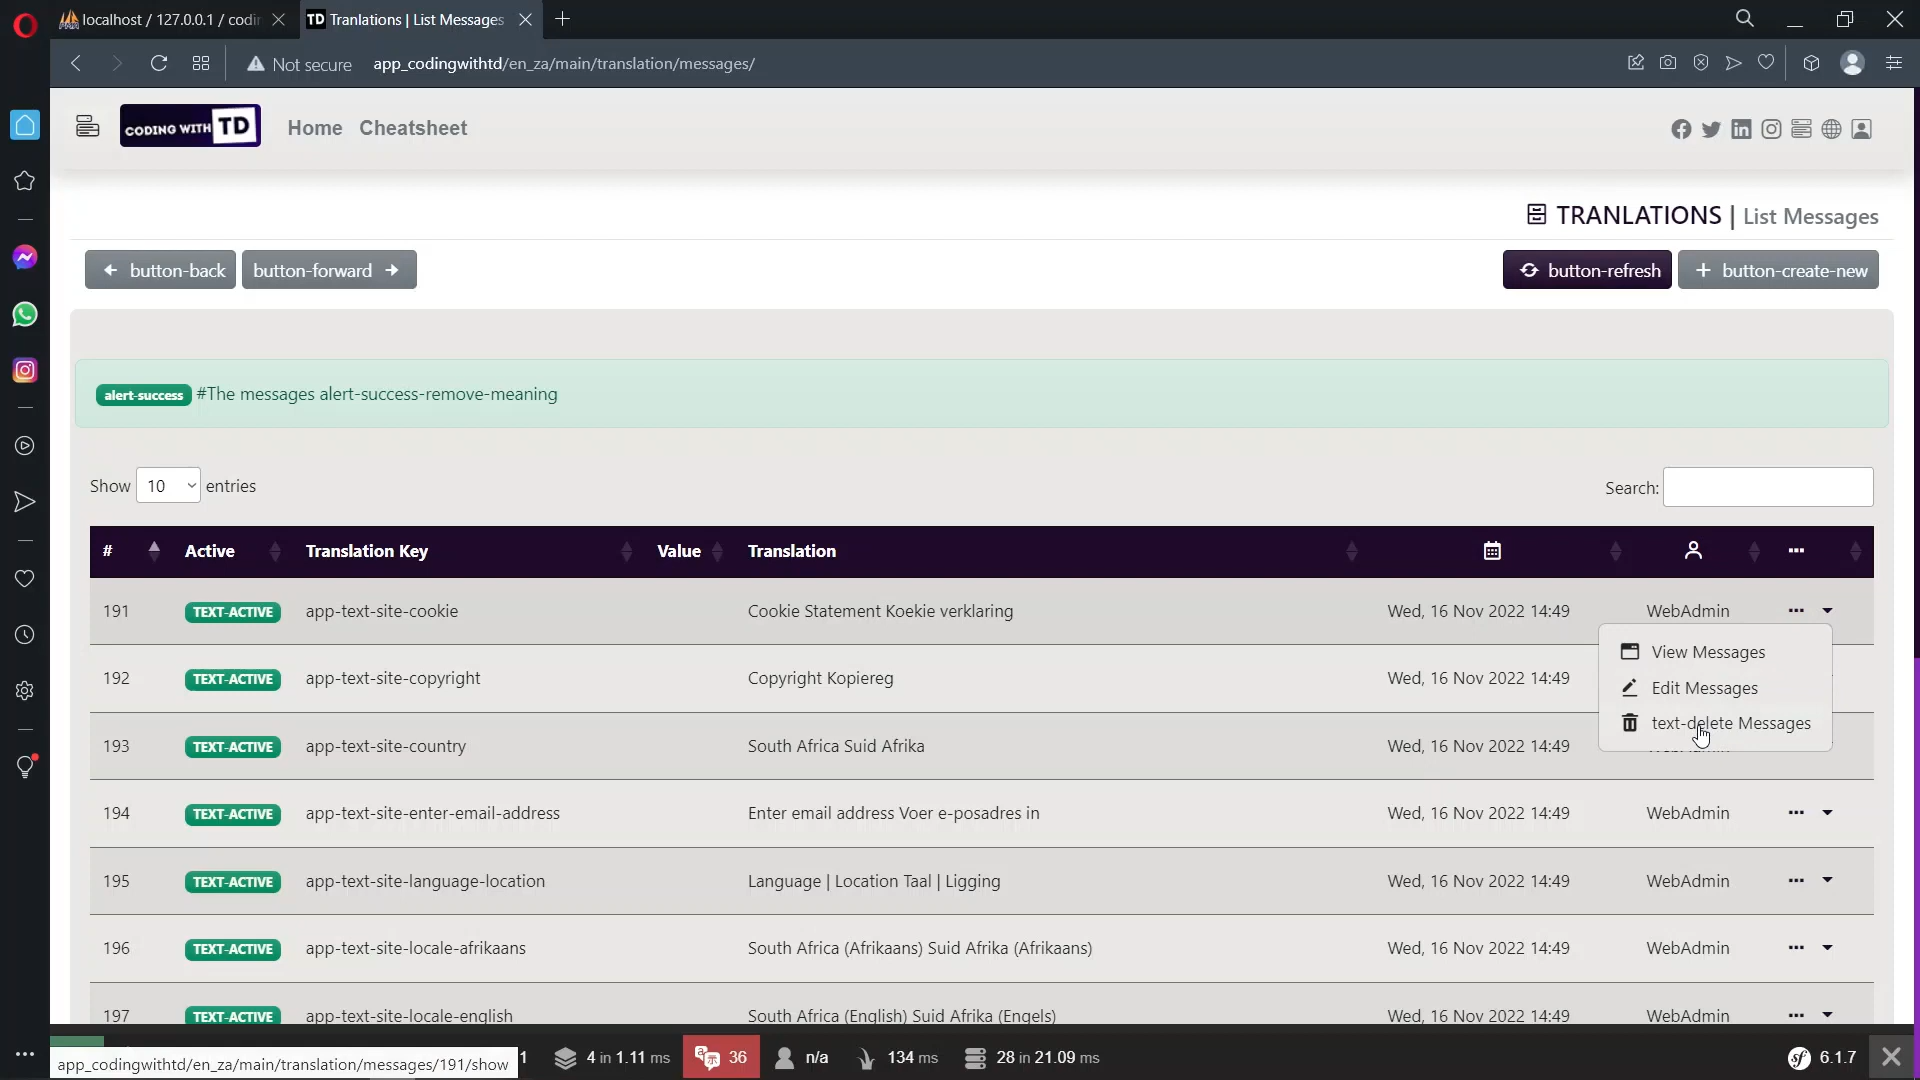 localhost / 127.0.0.1 / codin
TD Tranlations | List Messages
Not secure app_codingwithtd/en_za/main/translation/messages/
CODING WITH TD Home Cheatsheet
TRANLATIONS | List Messages
button-back button-forward button-refresh button-create-new
alert-success #The messages alert-success-remove-meaning
Show 10 entries Search:
# Active Translation Key Value Translation
191 TEXT-ACTIVE app-text-site-cookie Cookie Statement Koekie verklaring Wed, 16 Nov 2022 14:49 WebAdmin
View Messages
192 TEXT-ACTIVE app-text-site-copyright Copyright Kopiereg Wed, 16 Nov 2022 14:49
Edit Messages
text-delete Messages
193 TEXT-ACTIVE app-text-site-country South Africa Suid Afrika Wed, 16 Nov 2022 14:49
194 TEXT-ACTIVE app-text-site-enter-email-address Enter email address Voer e-posadres in Wed, 16 Nov 2022 14:49 WebAdmin
195 TEXT-ACTIVE app-text-site-language-location Language | Location Taal | Ligging Wed, 16 Nov 2022 14:49 WebAdmin
196 TEXT-ACTIVE app-text-site-locale-afrikaans South Africa (Afrikaans) Suid Afrika (Afrikaans) Wed, 16 Nov 2022 14:49 WebAdmin
197 TEXT-ACTIVE app-text-site-locale-english South Africa (English) Suid Afrika (Engels) Wed, 16 Nov 2022 14:49 WebAdmin
app_codingwithtd/en_za/main/translation/messages/191/show 1 4 in 1.11 ms 36 n/a 134 ms 28 in 21.09 ms sf 6.1.7